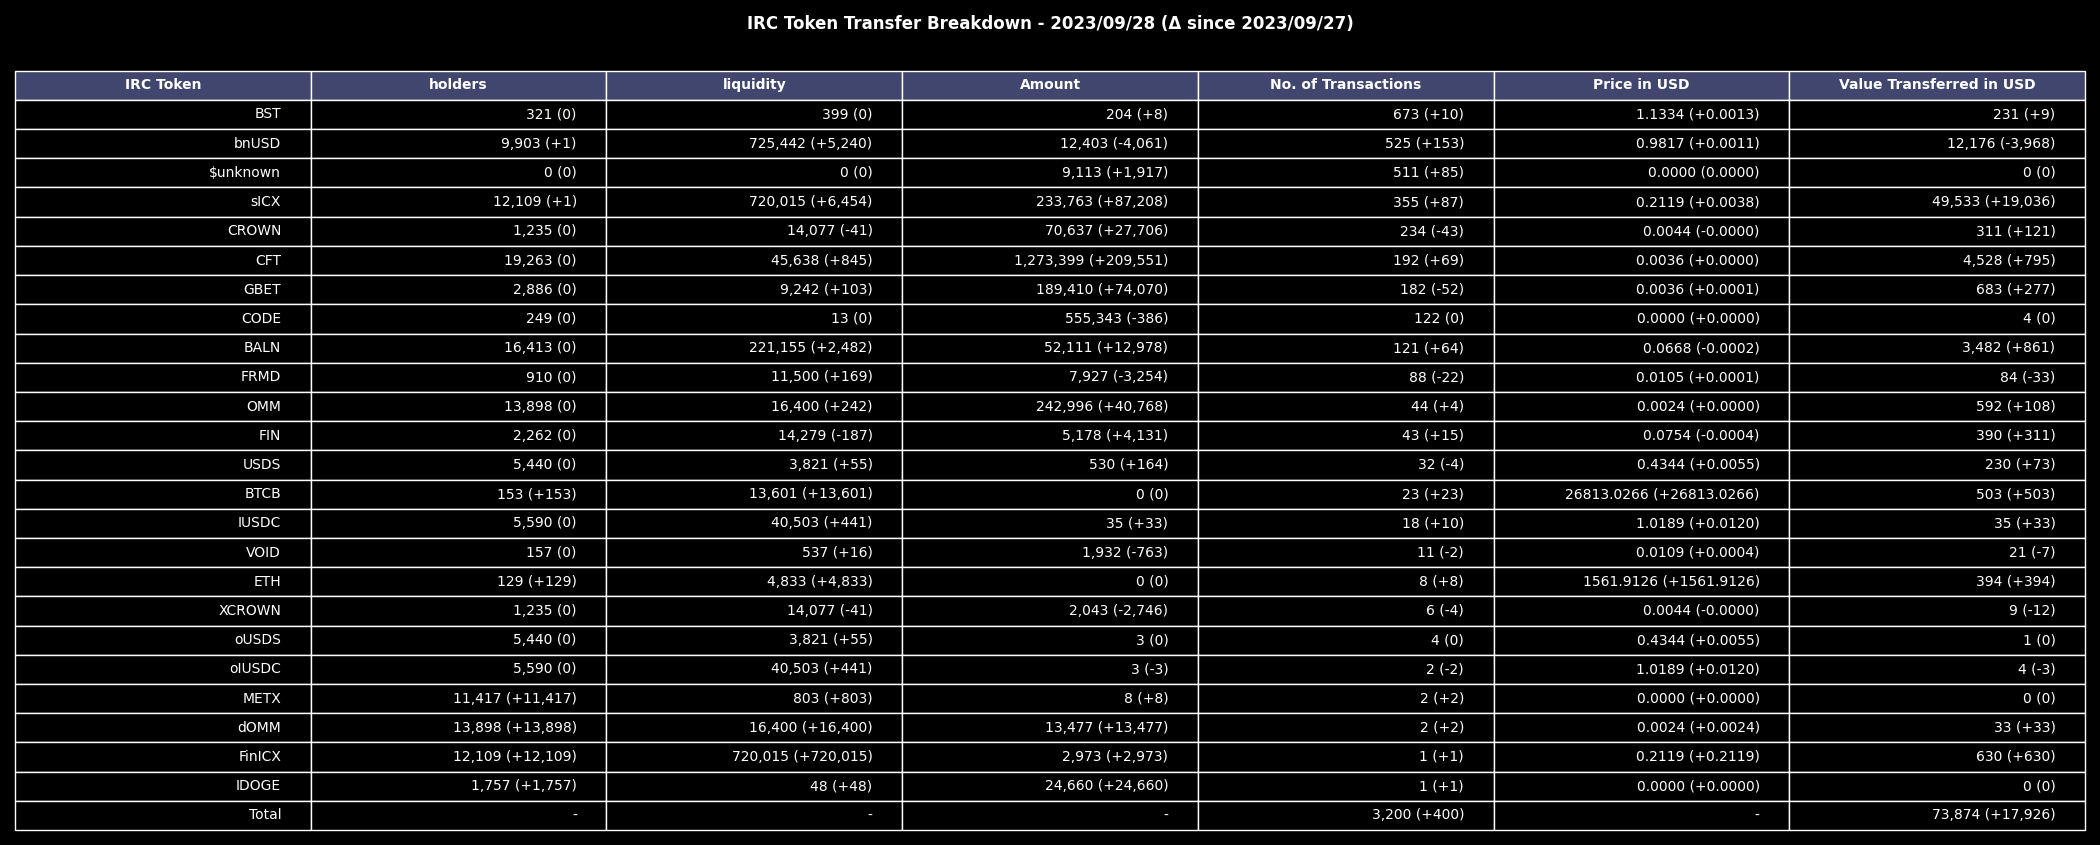 IRC Token Transfer Breakdown - 2023/09/28 (Δ since 2023/09/27)
IRC Token holders liquidity Amount No. of Transactions Price in USD Value Transferred in USD
BST 321 (0) 399 (0) 204 (+8) 673 (+10) 1.1334 (+0.0013) 231 (+9)
bnUSD 9,903 (+1) 725,442 (+5,240) 12,403 (-4,061) 525 (+153) 0.9817 (+0.0011) 12,176 (-3,968)
$unknown 0 (0) 0 (0) 9,113 (+1,917) 511 (+85) 0.0000 (0.0000) 0 (0)
sICX 12,109 (+1) 720,015 (+6,454) 233,763 (+87,208) 355 (+87) 0.2119 (+0.0038) 49,533 (+19,036)
CROWN 1,235 (0) 14,077 (-41) 70,637 (+27,706) 234 (-43) 0.0044 (-0.0000) 311 (+121)
CFT 19,263 (0) 45,638 (+845) 1,273,399 (+209,551) 192 (+69) 0.0036 (+0.0000) 4,528 (+795)
GBET 2,886 (0) 9,242 (+103) 189,410 (+74,070) 182 (-52) 0.0036 (+0.0001) 683 (+277)
CODE 249 (0) 13 (0) 555,343 (-386) 122 (0) 0.0000 (+0.0000) 4 (0)
BALN 16,413 (0) 221,155 (+2,482) 52,111 (+12,978) 121 (+64) 0.0668 (-0.0002) 3,482 (+861)
FRMD 910 (0) 11,500 (+169) 7,927 (-3,254) 88 (-22) 0.0105 (+0.0001) 84 (-33)
OMM 13,898 (0) 16,400 (+242) 242,996 (+40,768) 44 (+4) 0.0024 (+0.0000) 592 (+108)
FIN 2,262 (0) 14,279 (-187) 5,178 (+4,131) 43 (+15) 0.0754 (-0.0004) 390 (+311)
USDS 5,440 (0) 3,821 (+55) 530 (+164) 32 (-4) 0.4344 (+0.0055) 230 (+73)
BTCB 153 (+153) 13,601 (+13,601) 0 (0) 23 (+23) 26813.0266 (+26813.0266) 503 (+503)
IUSDC 5,590 (0) 40,503 (+441) 35 (+33) 18 (+10) 1.0189 (+0.0120) 35 (+33)
VOID 157 (0) 537 (+16) 1,932 (-763) 11 (-2) 0.0109 (+0.0004) 21 (-7)
ETH 129 (+129) 4,833 (+4,833) 0 (0) 8 (+8) 1561.9126 (+1561.9126) 394 (+394)
XCROWN 1,235 (0) 14,077 (-41) 2,043 (-2,746) 6 (-4) 0.0044 (-0.0000) 9 (-12)
oUSDS 5,440 (0) 3,821 (+55) 3 (0) 4 (0) 0.4344 (+0.0055) 1 (0)
oIUSDC 5,590 (0) 40,503 (+441) 3 (-3) 2 (-2) 1.0189 (+0.0120) 4 (-3)
METX 11,417 (+11,417) 803 (+803) 8 (+8) 2 (+2) 0.0000 (+0.0000) 0 (0)
dOMM 13,898 (+13,898) 16,400 (+16,400) 13,477 (+13,477) 2 (+2) 0.0024 (+0.0024) 33 (+33)
FinICX 12,109 (+12,109) 720,015 (+720,015) 2,973 (+2,973) 1 (+1) 0.2119 (+0.2119) 630 (+630)
IDOGE 1,757 (+1,757) 48 (+48) 24,660 (+24,660) 1 (+1) 0.0000 (+0.0000) 0 (0)
Total - - - 3,200 (+400) - 73,874 (+17,926)